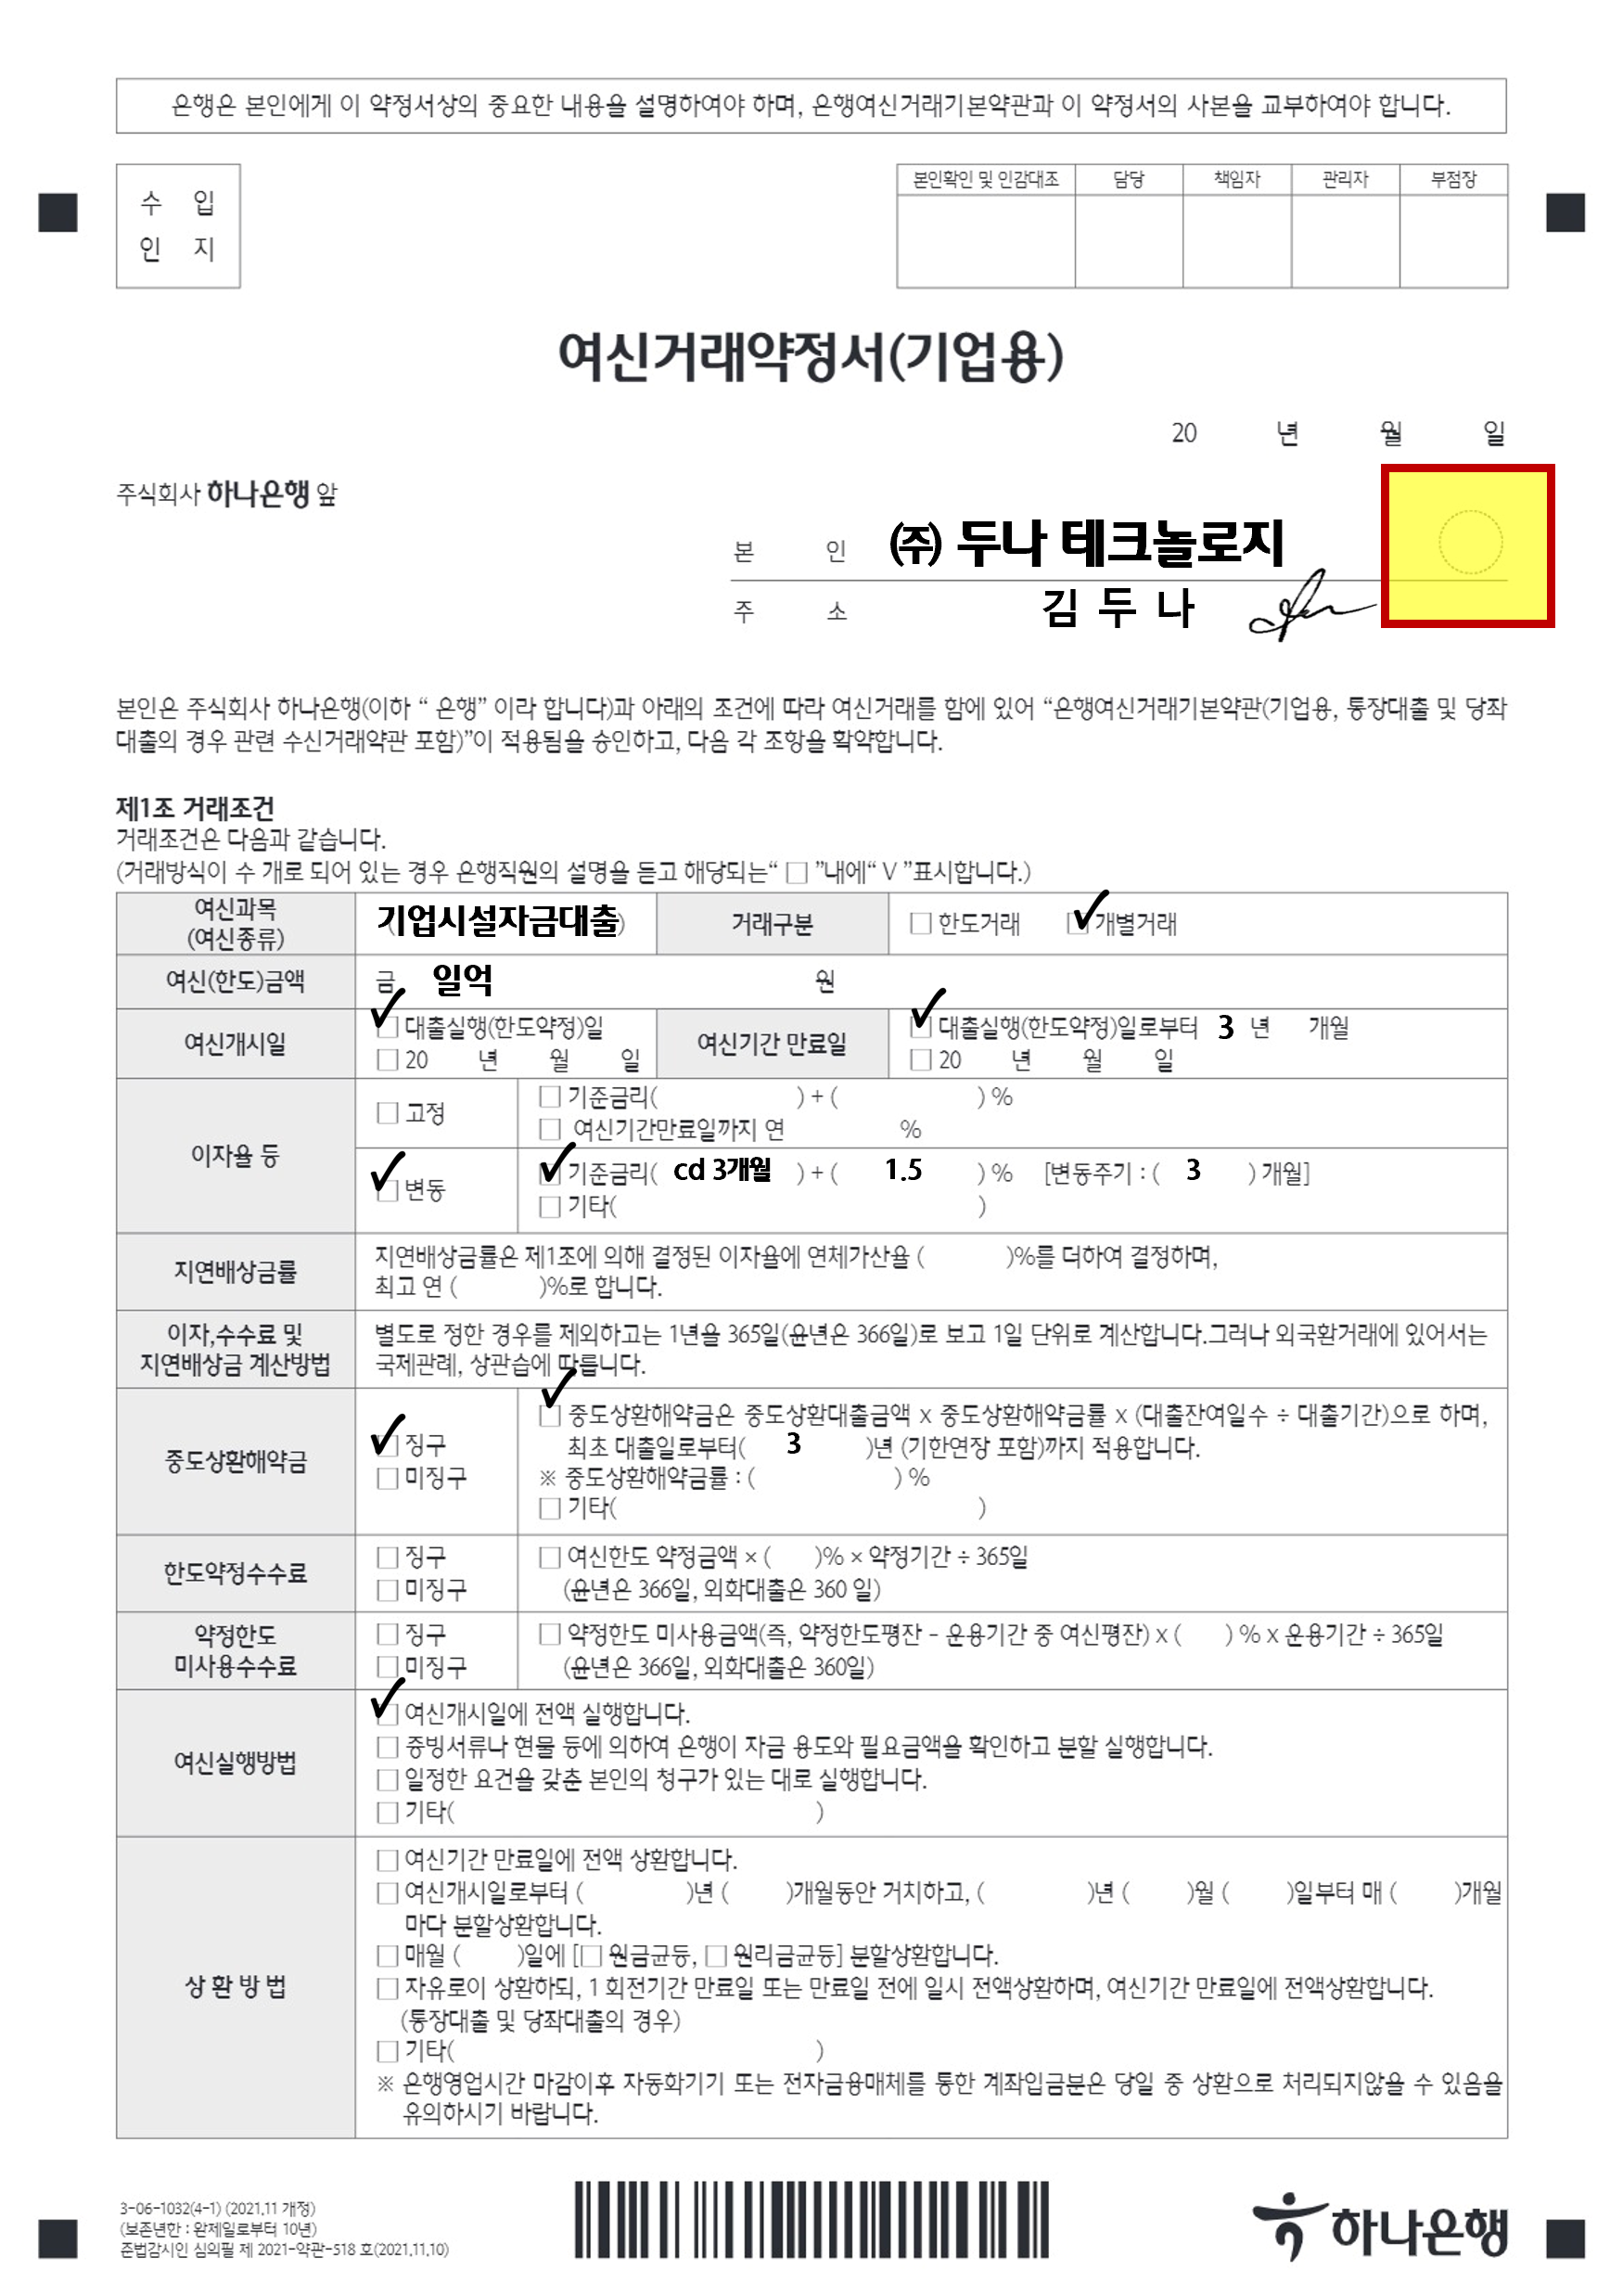 은행은 본인에게 이 약정서상의 중요한 내용을 설명하여야 하며, 은행여신거래기본약관과 이 약정서의 사본을 교부하여야 합니다.
수 입
인 지
본인확인 및 인감대조 담당 책임자 관리자 부점장
여신거래약정서(기업용)
20 년 월 일
주식회사 하나은행 앞
본 인 ㈜ 두나 테크놀로지
주 소 김 두 나
본인은 주식회사 하나은행(이하 “ 은행” 이라 합니다)과 아래의 조건에 따라 여신거래를 함에 있어 “은행여신거래기본약관(기업용, 통장대출 및 당좌
대출의 경우 관련 수신거래약관 포함)”이 적용됨을 승인하고, 다음 각 조항을 확약합니다.
제1조 거래조건
거래조건은 다음과 같습니다.
(거래방식이 수 개로 되어 있는 경우 은행직원의 설명을 듣고 해당되는“ □ ”내에“ V ”표시합니다.)
여신과목
(여신종류)
(기업시설자금대출)
거래구분
□ 한도거래 ✓ 개별거래
여신(한도)금액
금 일억 원
여신개시일
✓ 대출실행(한도약정)일
□ 20 년 월 일
여신기간 만료일
✓ 대출실행(한도약정)일로부터 3 년 개월
□ 20 년 월 일
이자율 등
□ 고정
□ 기준금리( ) + ( ) %
□ 여신기간만료일까지 연 %
✓ 변동
✓ 기준금리( cd 3개월 ) + ( 1.5 ) % [변동주기 : ( 3 ) 개월]
□ 기타( )
지연배상금률
지연배상금률은 제1조에 의해 결정된 이자율에 연체가산율 ( )%를 더하여 결정하며,
최고 연 ( )%로 합니다.
이자,수수료 및
지연배상금 계산방법
별도로 정한 경우를 제외하고는 1년을 365일(윤년은 366일)로 보고 1일 단위로 계산합니다.그러나 외국환거래에 있어서는
국제관례, 상관습에 따릅니다.
중도상환해약금
✓ 징구
□ 미징구
✓ 중도상환해약금은 중도상환대출금액 x 중도상환해약금률 x (대출잔여일수 ÷ 대출기간)으로 하며,
최초 대출일로부터( 3 )년 (기한연장 포함)까지 적용합니다.
※ 중도상환해약금률 : ( ) %
□ 기타( )
한도약정수수료
□ 징구
□ 미징구
□ 여신한도 약정금액 × ( )% × 약정기간 ÷ 365일
(윤년은 366일, 외화대출은 360 일)
약정한도
미사용수수료
□ 징구
□ 미징구
□ 약정한도 미사용금액(즉, 약정한도평잔 – 운용기간 중 여신평잔) x ( ) % x 운용기간 ÷ 365일
(윤년은 366일, 외화대출은 360일)
여신실행방법
✓ 여신개시일에 전액 실행합니다.
□ 증빙서류나 현물 등에 의하여 은행이 자금 용도와 필요금액을 확인하고 분할 실행합니다.
□ 일정한 요건을 갖춘 본인의 청구가 있는 대로 실행합니다.
□ 기타( )
상 환 방 법
□ 여신기간 만료일에 전액 상환합니다.
□ 여신개시일로부터 ( )년 ( )개월동안 거치하고, ( )년 ( )월 ( )일부터 매 ( )개월
마다 분할상환합니다.
□ 매월 ( )일에 [□ 원금균등, □ 원리금균등] 분할상환합니다.
□ 자유로이 상환하되, 1 회전기간 만료일 또는 만료일 전에 일시 전액상환하며, 여신기간 만료일에 전액상환합니다.
(통장대출 및 당좌대출의 경우)
□ 기타( )
※ 은행영업시간 마감이후 자동화기기 또는 전자금융매체를 통한 계좌입금분은 당일 중 상환으로 처리되지않을 수 있음을
유의하시기 바랍니다.
3-06-1032(4-1) (2021.11 개정)
(보존년한 : 완제일로부터 10년)
준법감시인 심의필 제 2021-약관-518 호(2021.11.10)
하나은행